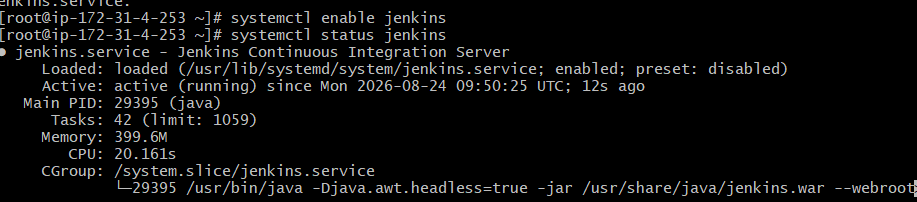 jenkins.service.
[root@ip-172-31-4-253 ~]# systemctl enable jenkins
[root@ip-172-31-4-253 ~]# systemctl status jenkins
● jenkins.service - Jenkins Continuous Integration Server
Loaded: loaded (/usr/lib/systemd/system/jenkins.service; enabled; preset: disabled)
Active: active (running) since Mon 2026-08-24 09:50:25 UTC; 12s ago
Main PID: 29395 (java)
Tasks: 42 (limit: 1059)
Memory: 399.6M
CPU: 20.161s
CGroup: /system.slice/jenkins.service
└─29395 /usr/bin/java -Djava.awt.headless=true -jar /usr/share/java/jenkins.war --webroot>